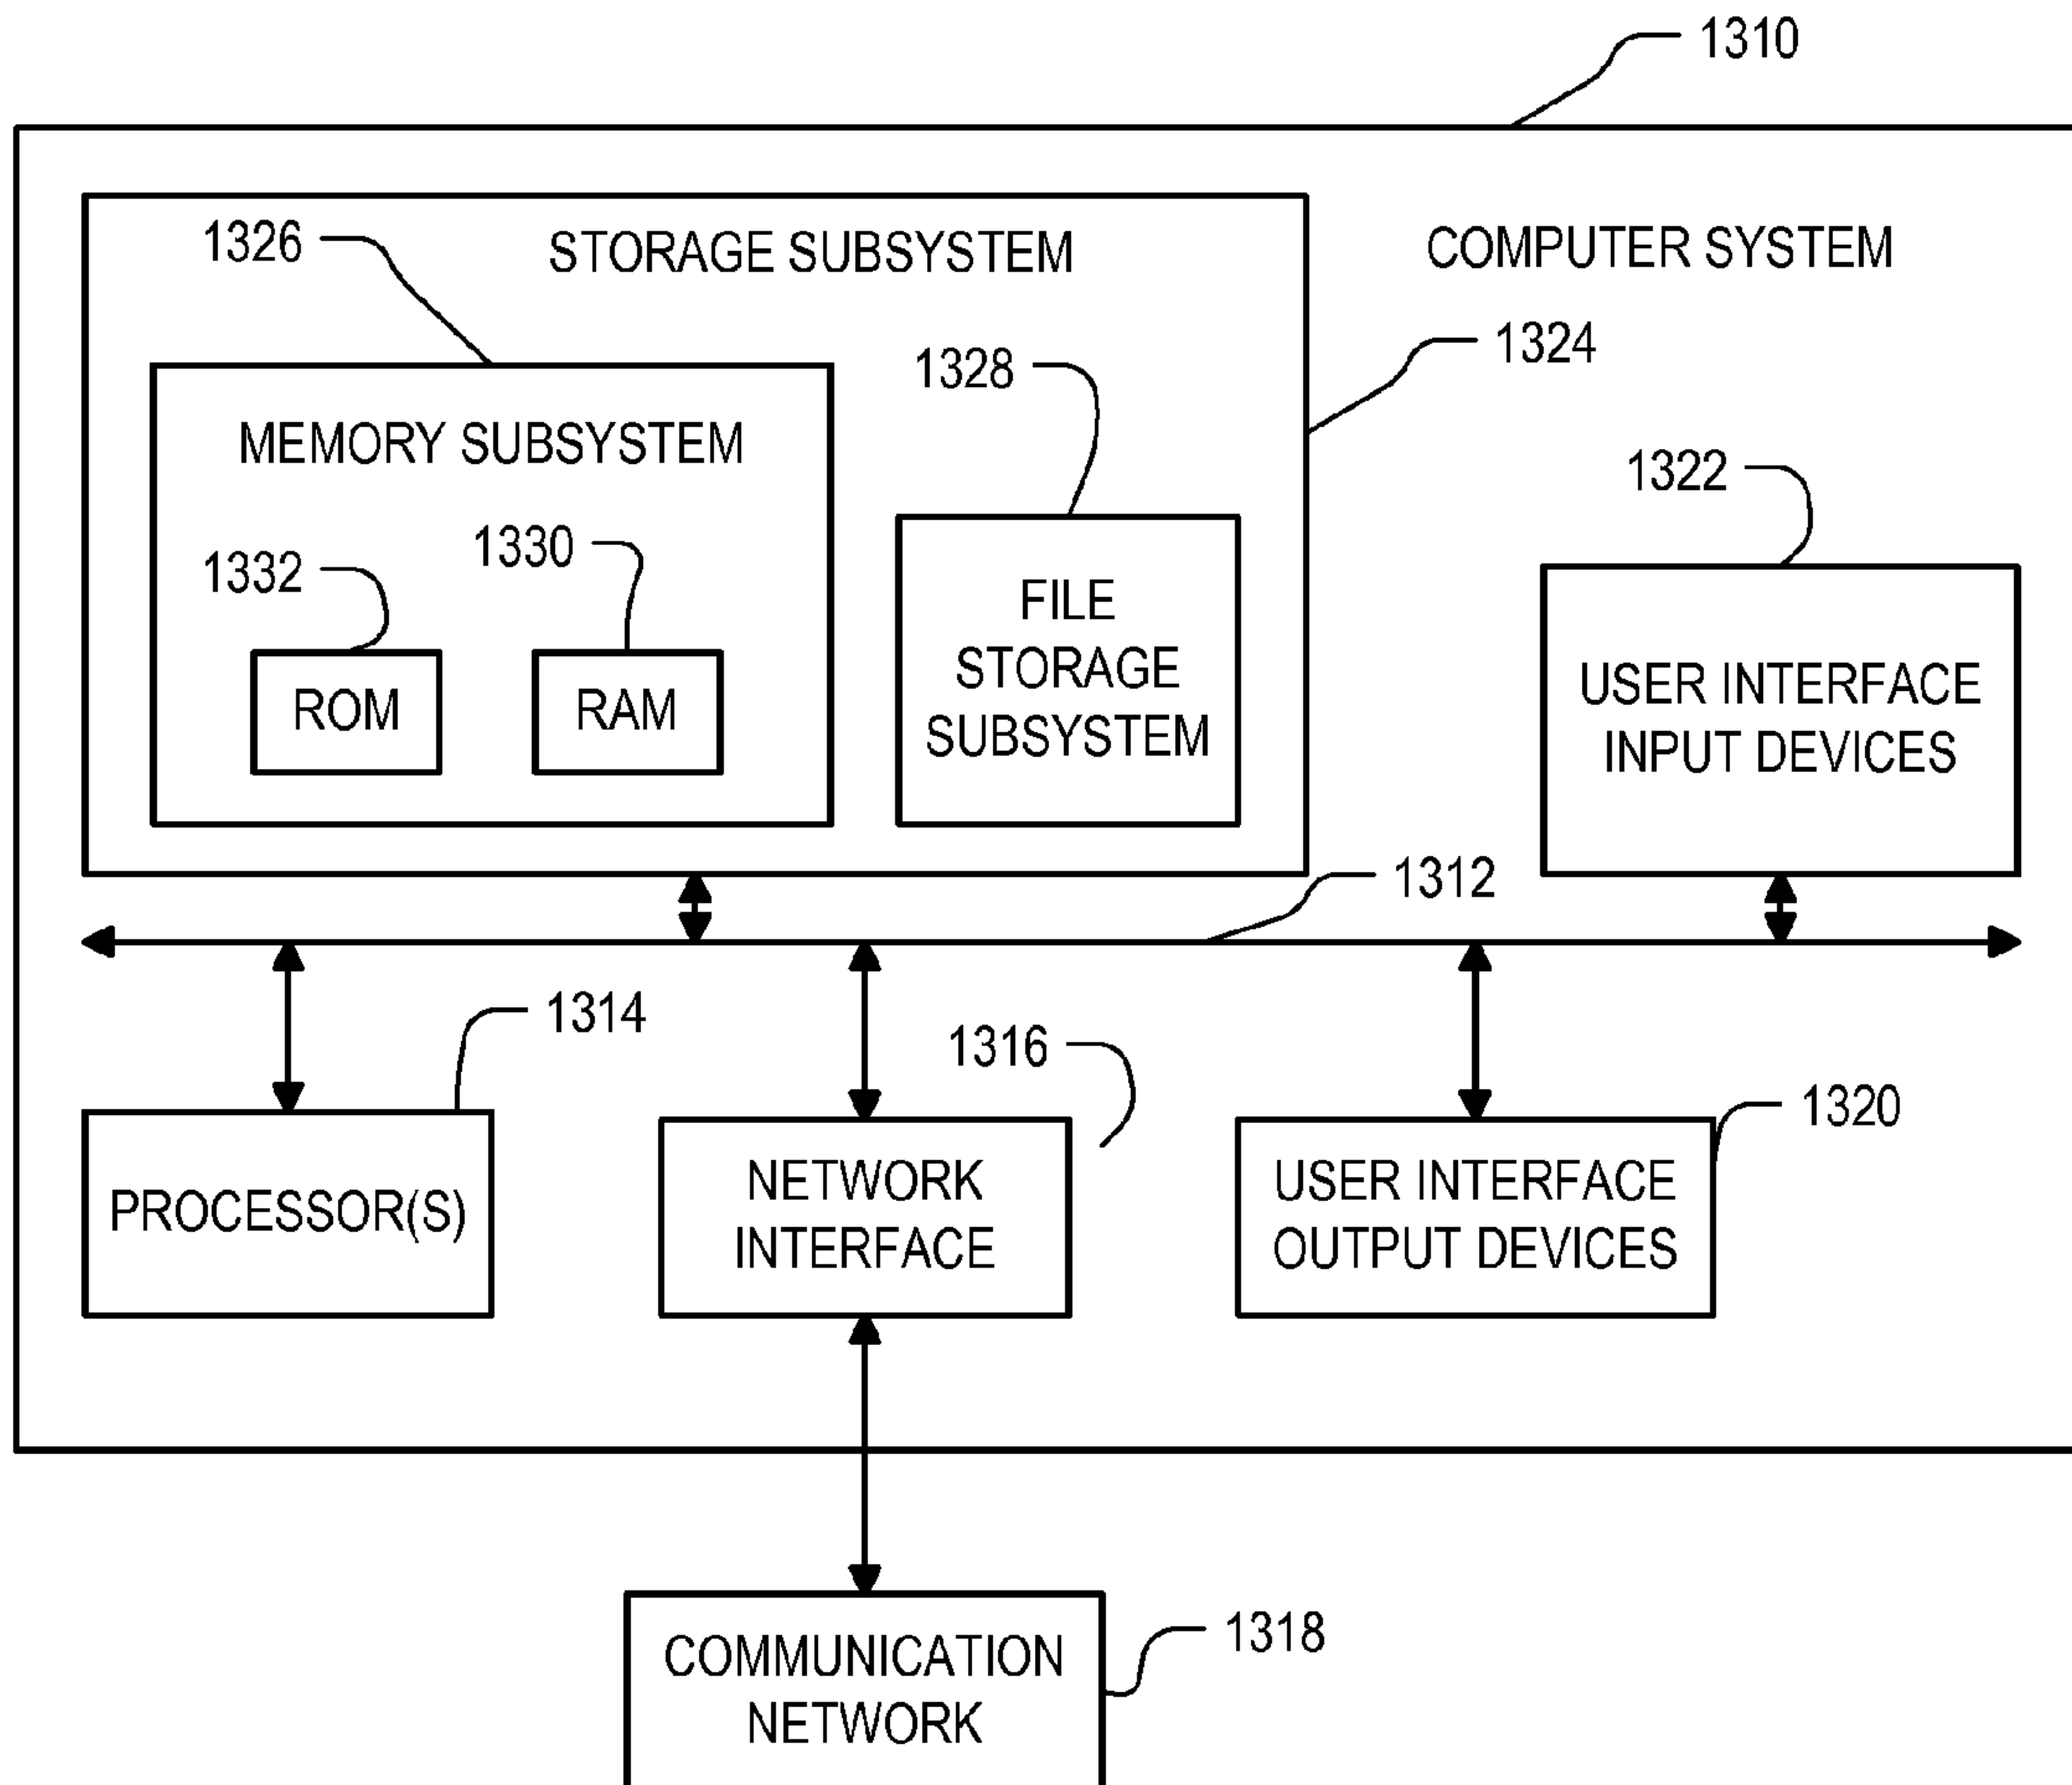 1310
1326
STORAGE SUBSYSTEM
COMPUTER SYSTEM
1324
1328
MEMORY SUBSYSTEM
1322
1332
1330
FILE
STORAGE
SUBSYSTEM
ROM
RAM
USER INTERFACE
INPUT DEVICES
1312
1314
1316
1320
PROCESSOR(S)
NETWORK
INTERFACE
USER INTERFACE
OUTPUT DEVICES
1318
COMMUNICATION
NETWORK